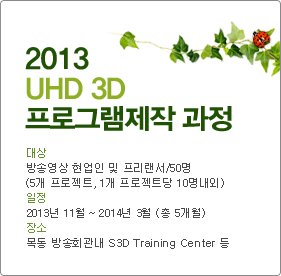 2013
UHD 3D
프로그램제작 과정
대상
방송영상 현업인 및 프리랜서/50명
(5개 프로젝트, 1개 프로젝트당 10명내외)
일정
2013년 11월 ~ 2014년 3월 (총 5개월)
장소
목동 방송회관내 S3D Training Center 등